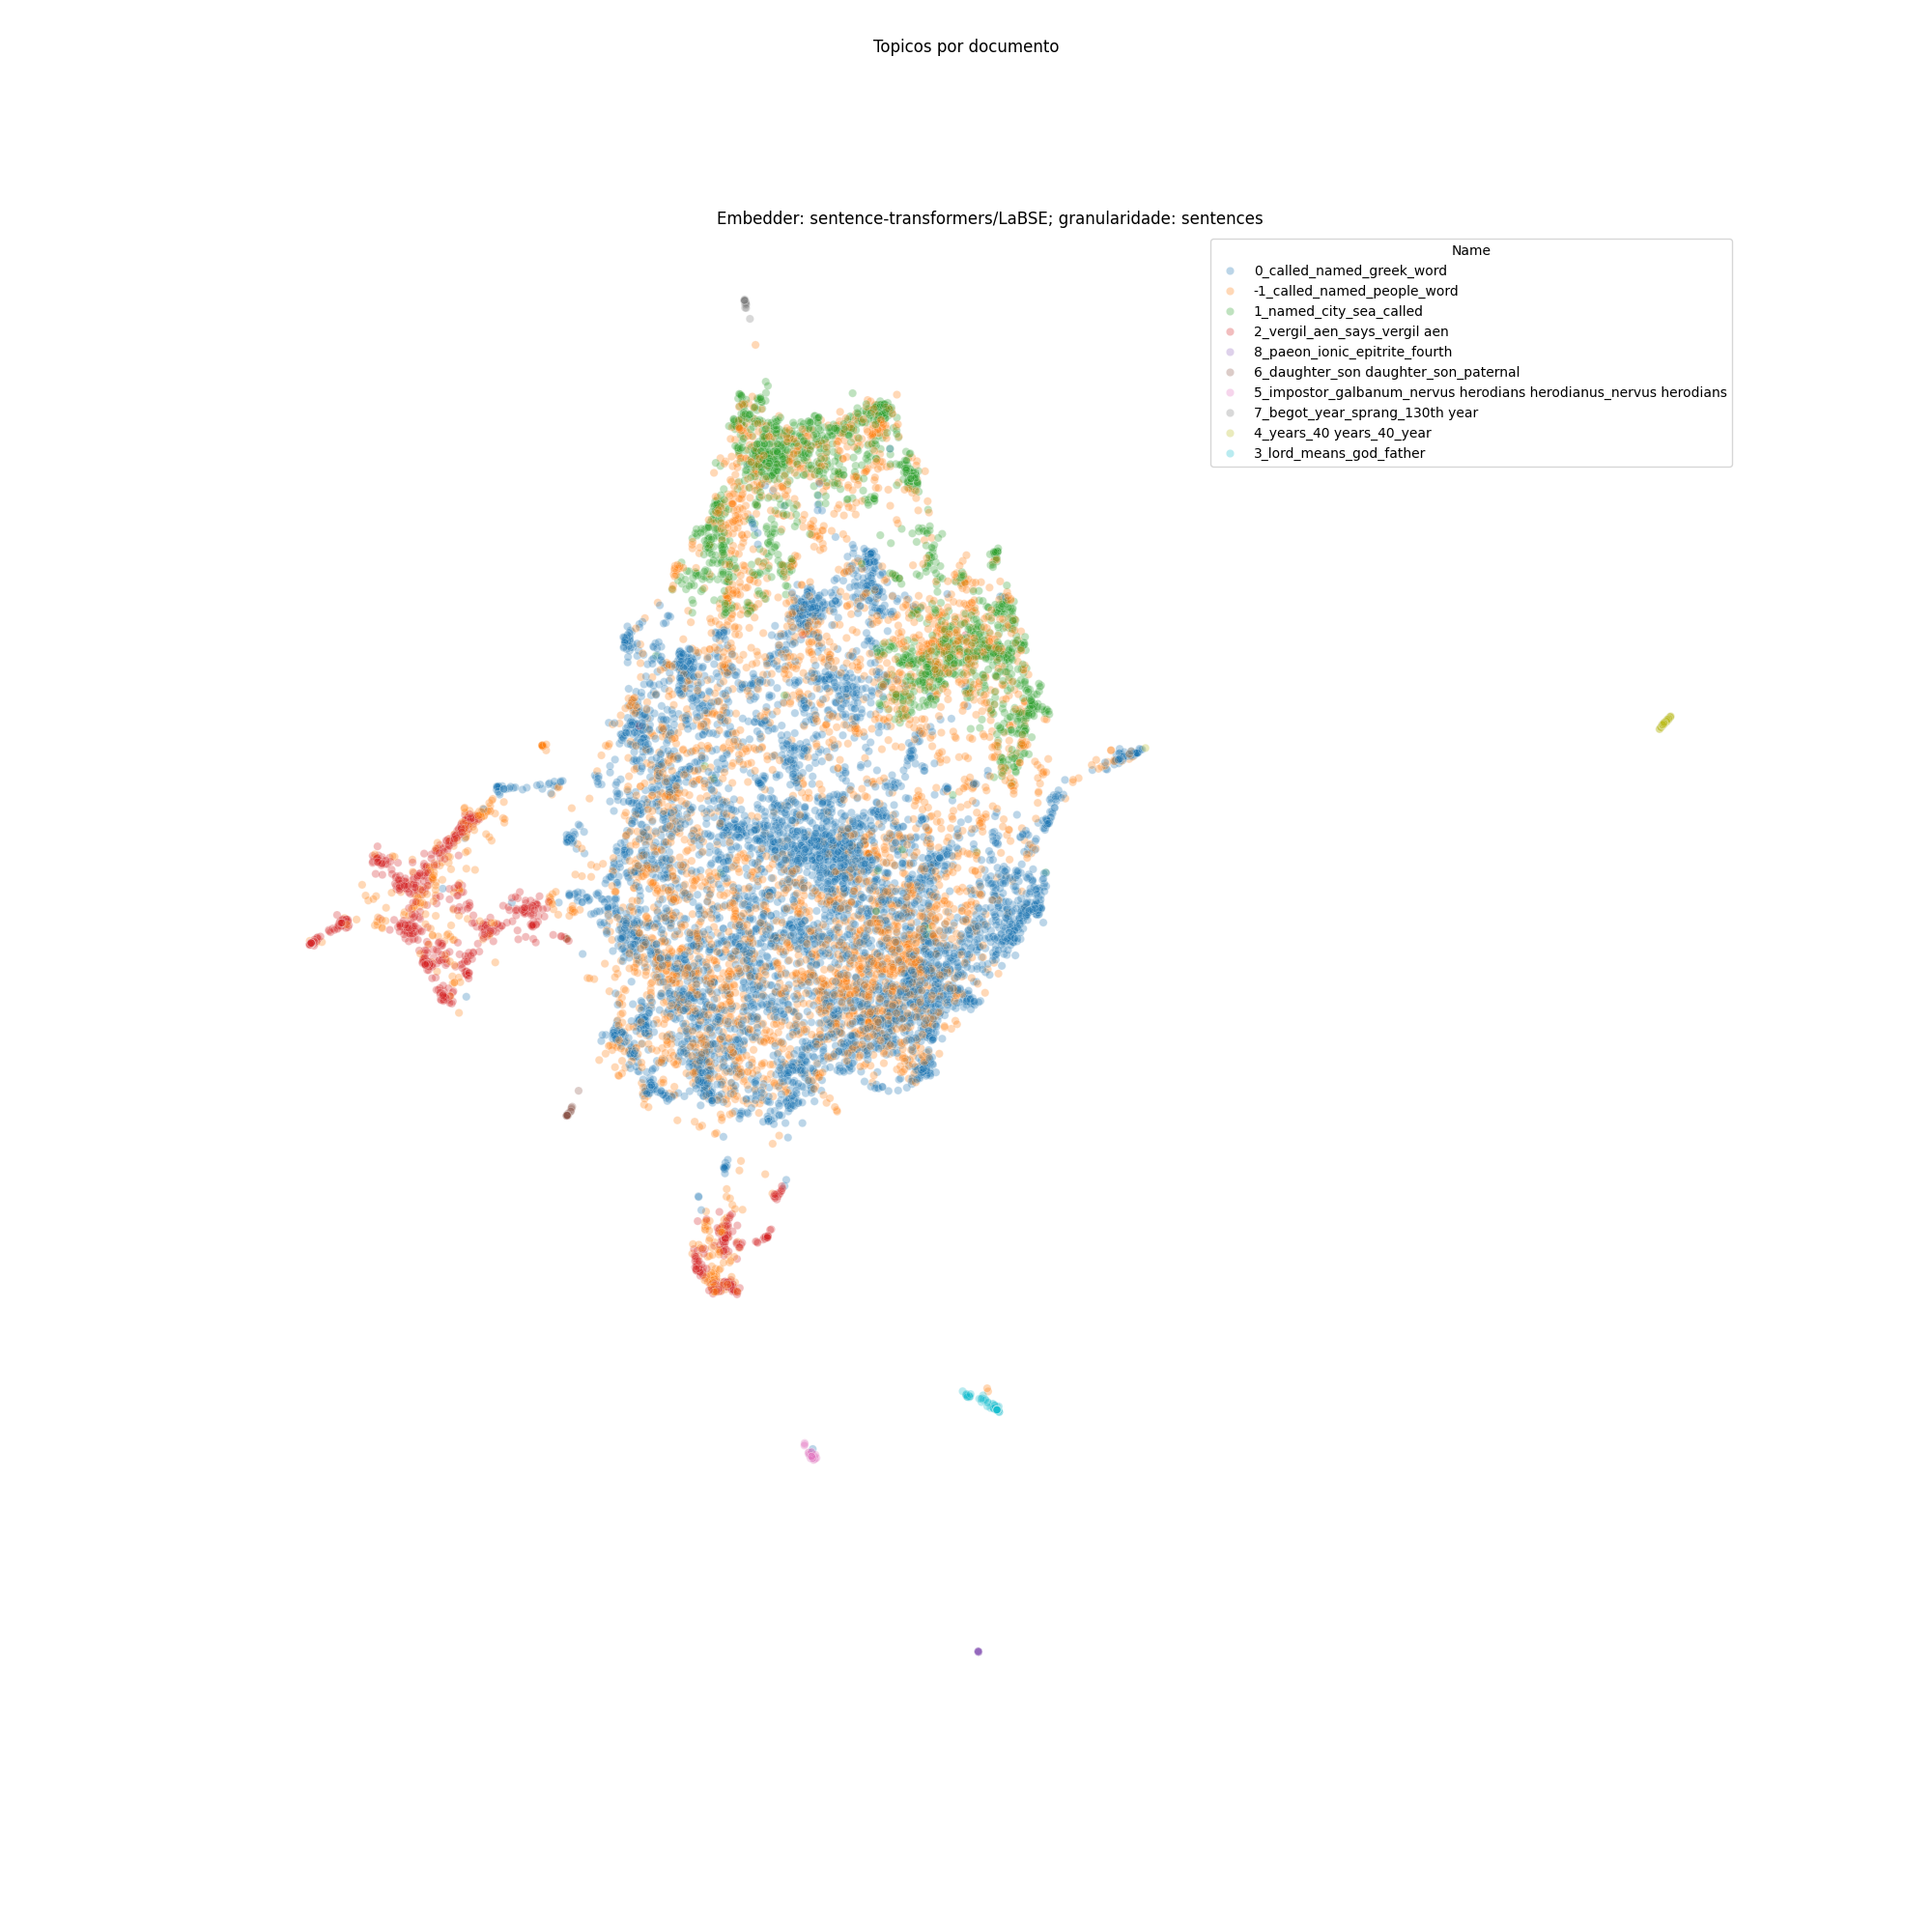 Topicos por documento
Embedder: sentence-transformers/LaBSE; granularidade: sentences
Name
0_called_named_greek_word
-1_called_named_people_word
1_named_city_sea_called
2_vergil_aen_says_vergil aen
8_paeon_ionic_epitrite_fourth
6_daughter_son daughter_son_paternal
5_impostor_galbanum_nervus herodians herodianus_nervus herodians
7_begot_year_sprang_130th year
4_years_40 years_40_year
3_lord_means_god_father